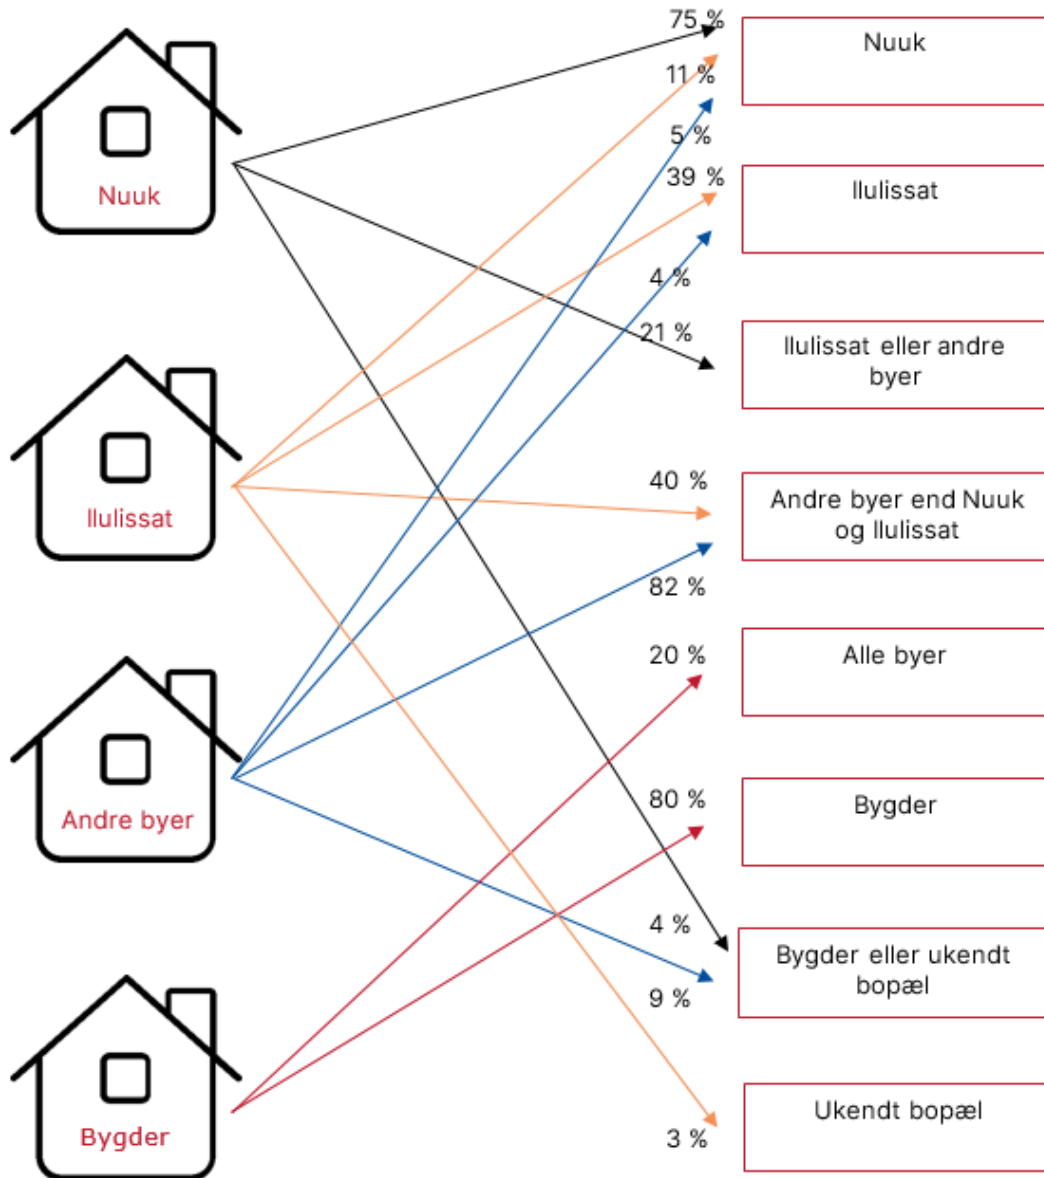 75 %
Nuuk
11 %
5 %
39 %
Ilulissat
Nuuk
4 %
21 %
Ilulissat eller andre
byer
40 %
Andre byer end Nuuk
og Ilulissat
Ilulissat
82 %
20 %
Alle byer
80 %
Bygder
Andre byer
4 %
Bygder eller ukendt
bopæl
9 %
Ukendt bopæl
3 %
Bygder